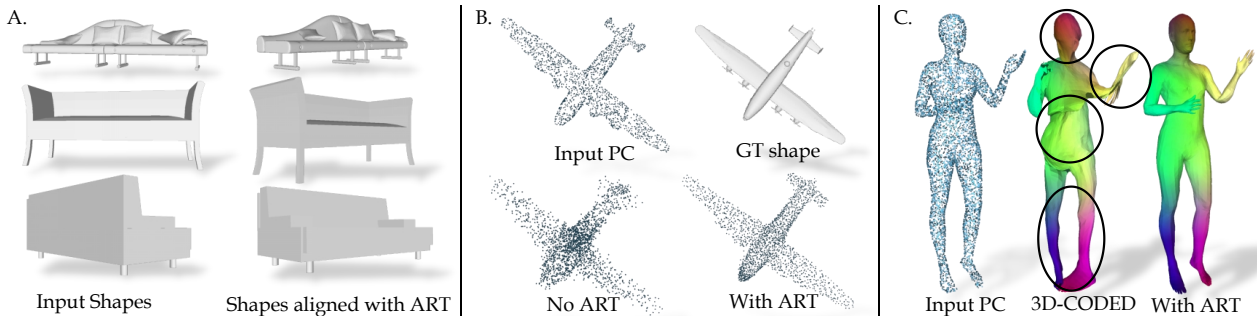 A.
Input Shapes
Shapes aligned with ART
B.
Input PC
GT shape
No ART
With ART
C.
Input PC
3D-CODED
With ART